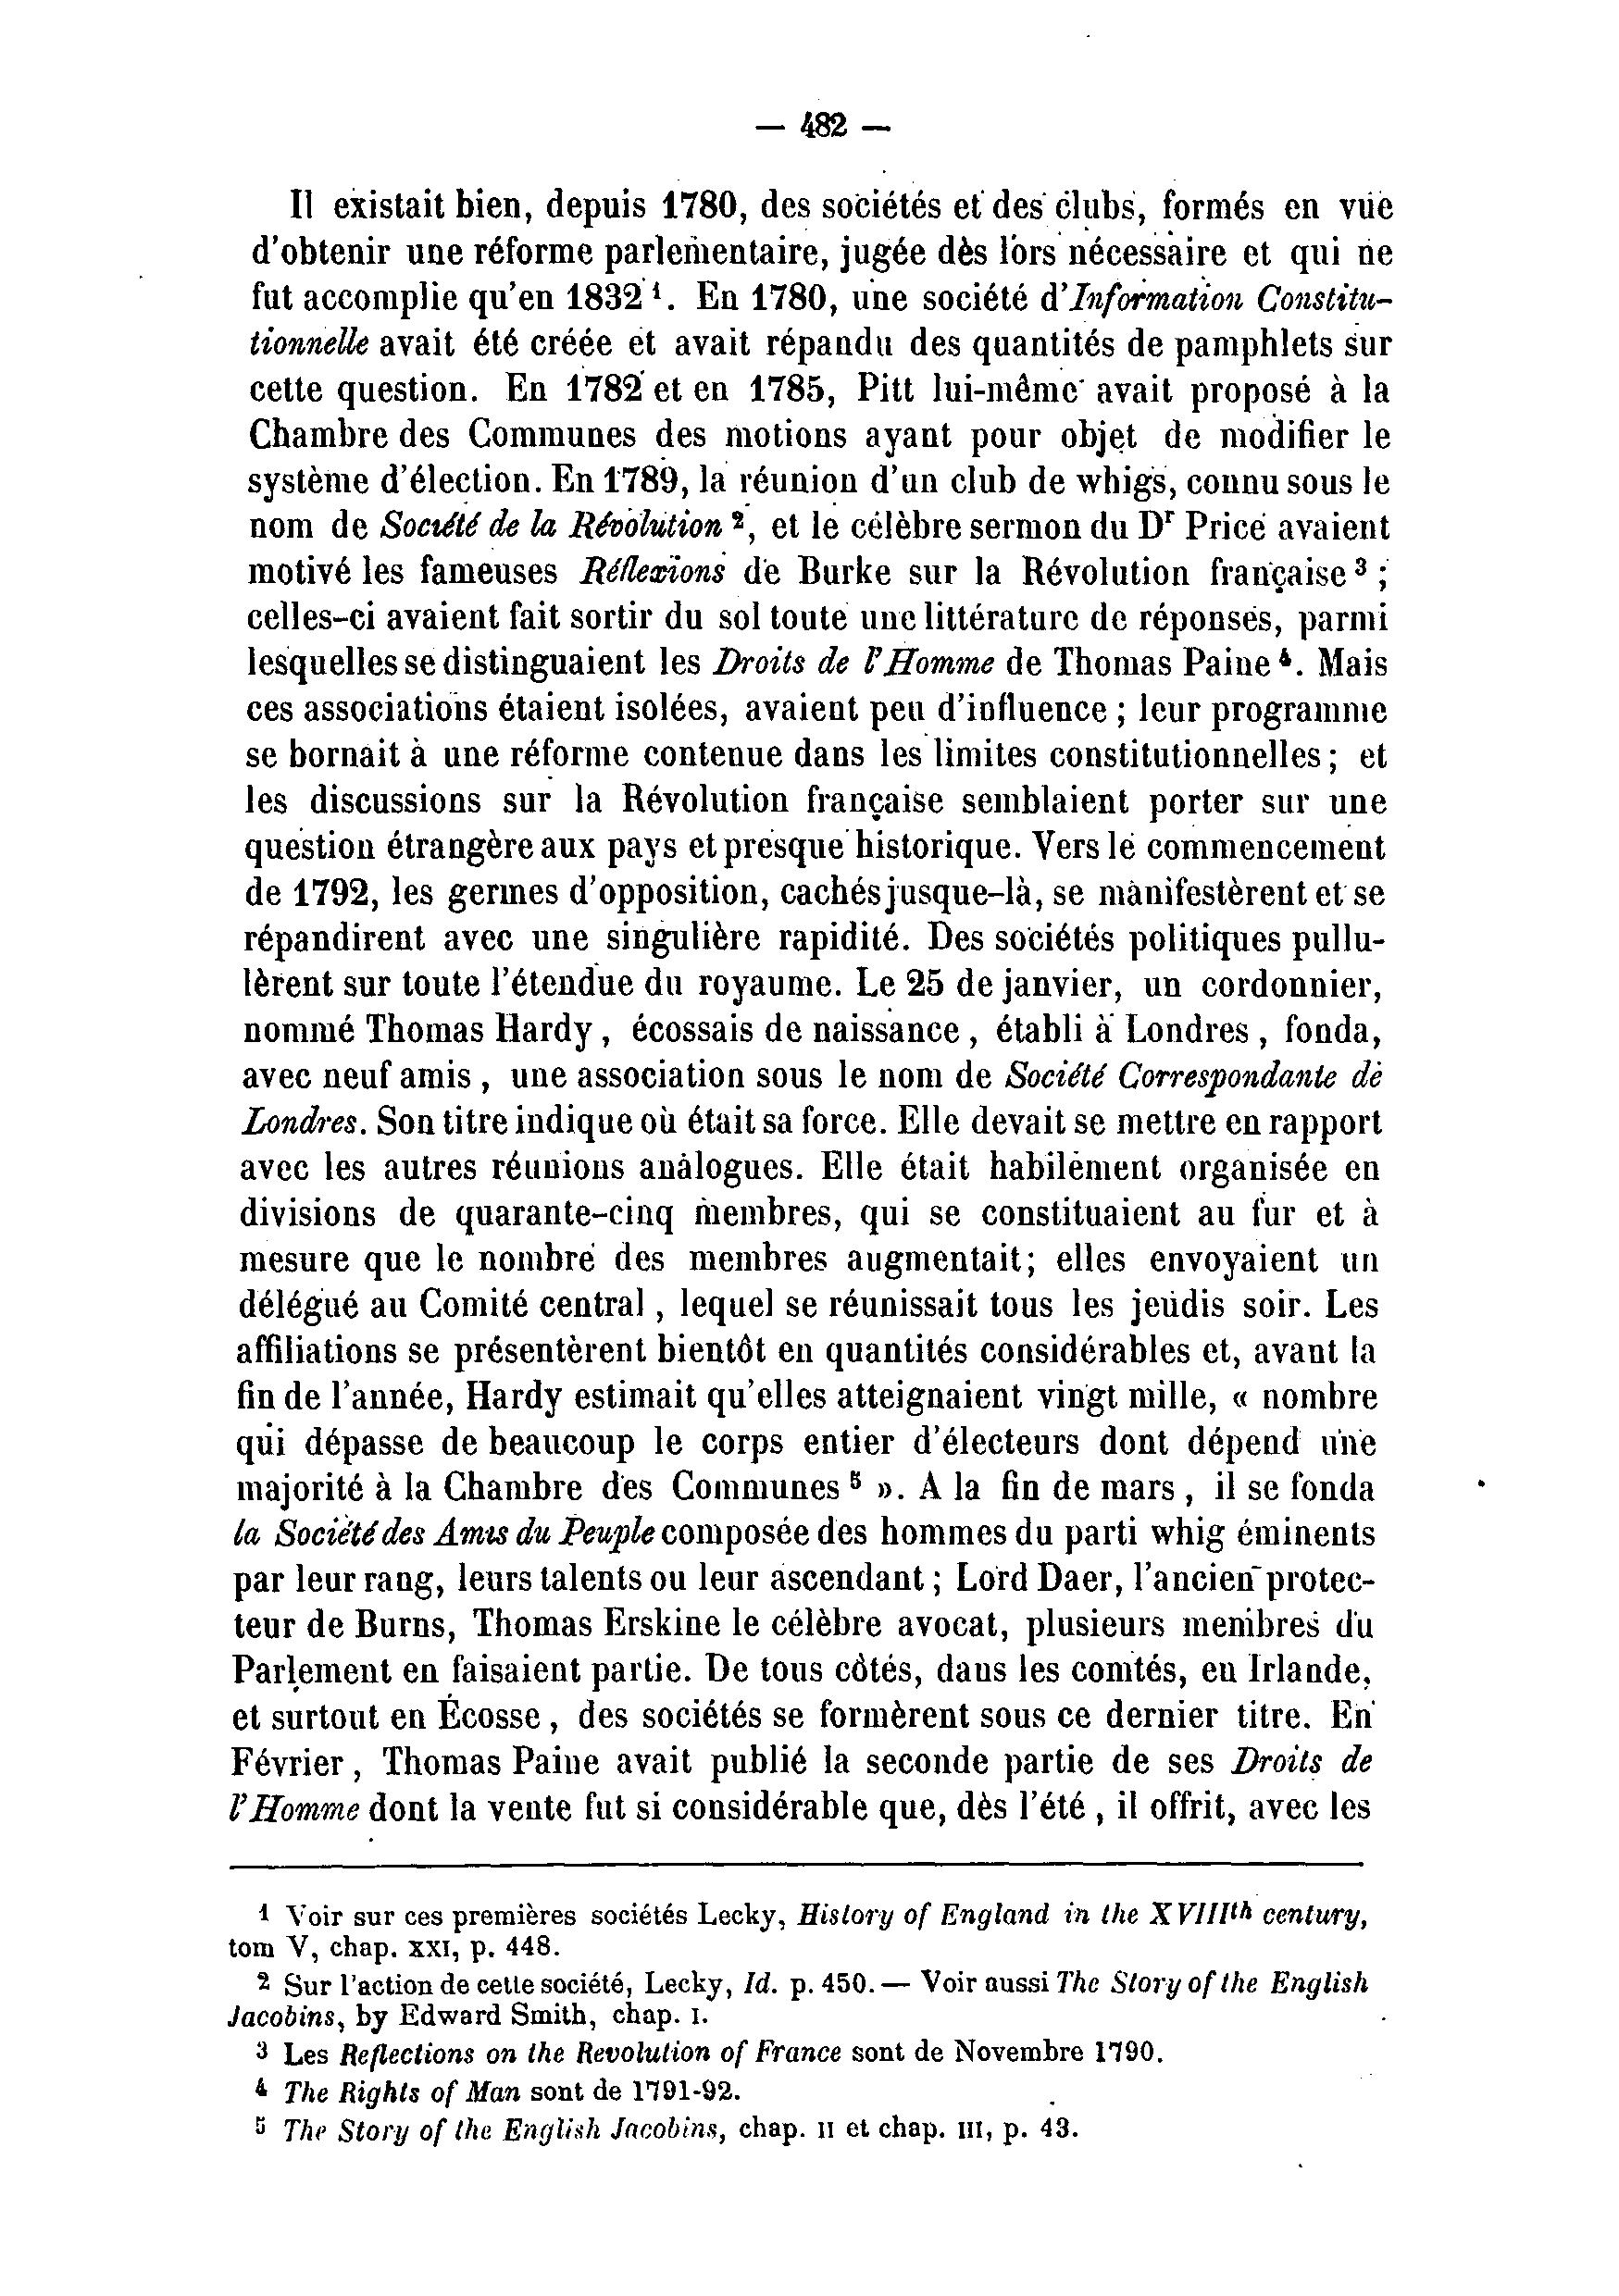 — 482 —
Il existait bien, depuis 1780, des sociétés et des clubs, formés en vue
d'obtenir une réforme parlementaire, jugée dès lors nécessaire et qui ne
fut accomplie qu'en 1832 ¹. En 1780, une société d'Information Constitu-
tionnelle avait été créée et avait répandu des quantités de pamphlets sur
cette question. En 1782 et en 1785, Pitt lui-même avait proposé à la
Chambre des Communes des motions ayant pour objet de modifier le
système d'élection. En 1789, la réunion d'un club de whigs, connu sous le
nom de Société de la Révolution ², et le célèbre sermon du Dʳ Price avaient
motivé les fameuses Réflexions de Burke sur la Révolution française ³ ;
celles-ci avaient fait sortir du sol toute une littérature de réponses, parmi
lesquelles se distinguaient les Droits de l'Homme de Thomas Paine ⁴. Mais
ces associations étaient isolées, avaient peu d'influence ; leur programme
se bornait à une réforme contenue dans les limites constitutionnelles ; et
les discussions sur la Révolution française semblaient porter sur une
question étrangère aux pays et presque historique. Vers le commencement
de 1792, les germes d'opposition, cachés jusque-là, se manifestèrent et se
répandirent avec une singulière rapidité. Des sociétés politiques pullu-
lèrent sur toute l'étendue du royaume. Le 25 de janvier, un cordonnier,
nommé Thomas Hardy, écossais de naissance, établi à Londres, fonda,
avec neuf amis, une association sous le nom de Société Correspondante de
Londres. Son titre indique où était sa force. Elle devait se mettre en rapport
avec les autres réunions analogues. Elle était habilement organisée en
divisions de quarante-cinq membres, qui se constituaient au fur et à
mesure que le nombre des membres augmentait; elles envoyaient un
délégué au Comité central, lequel se réunissait tous les jeudis soir. Les
affiliations se présentèrent bientôt en quantités considérables et, avant la
fin de l'année, Hardy estimait qu'elles atteignaient vingt mille, « nombre
qui dépasse de beaucoup le corps entier d'électeurs dont dépend une
majorité à la Chambre des Communes ⁵ ». A la fin de mars, il se fonda
la Société des Amis du Peuple composée des hommes du parti whig éminents
par leur rang, leurs talents ou leur ascendant ; Lord Daer, l'ancien protec-
teur de Burns, Thomas Erskine le célèbre avocat, plusieurs membres du
Parlement en faisaient partie. De tous côtés, dans les comtés, en Irlande,
et surtout en Écosse, des sociétés se formèrent sous ce dernier titre. En
Février, Thomas Paine avait publié la seconde partie de ses Droits de
l'Homme dont la vente fut si considérable que, dès l'été, il offrit, avec les
¹ Voir sur ces premières sociétés Lecky, History of England in the XVIIIth century,
tom V, chap. XXI, p. 448.
² Sur l'action de cette société, Lecky, Id. p. 450. — Voir aussi The Story of the English
Jacobins, by Edward Smith, chap. I.
³ Les Reflections on the Revolution of France sont de Novembre 1790.
⁴ The Rights of Man sont de 1791-92.
⁵ The Story of the English Jacobins, chap. II et chap. III, p. 43.